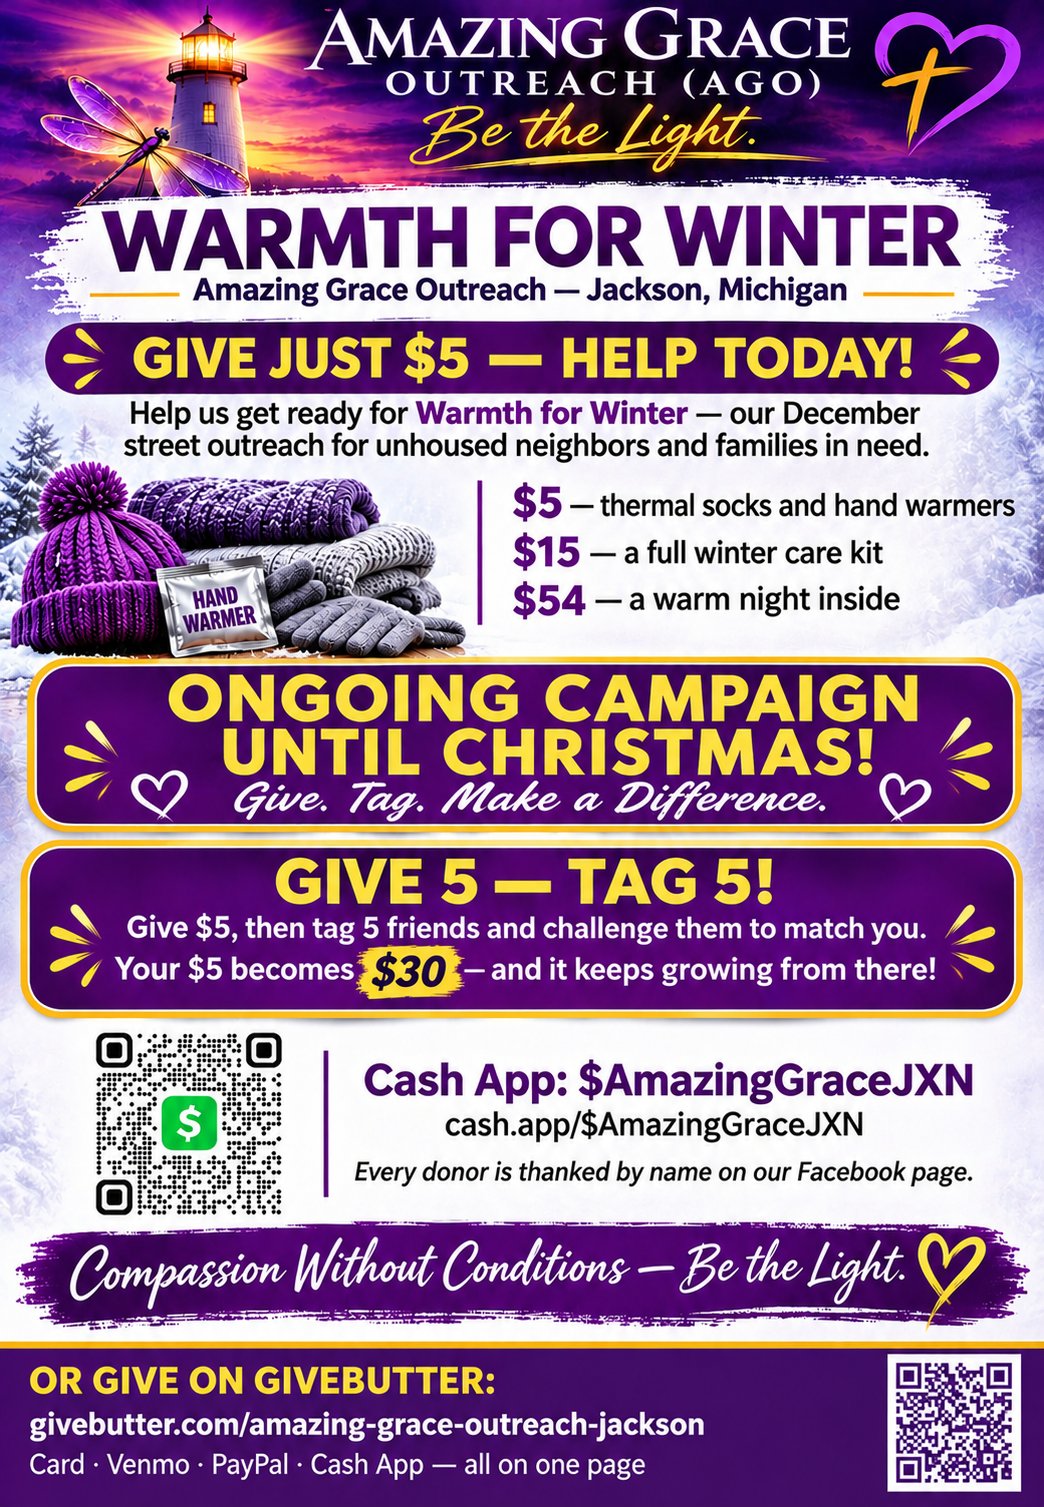 AMAZING GRACE
OUTREACH (AGO)
Be the Light.
WARMTH FOR WINTER
Amazing Grace Outreach — Jackson, Michigan
GIVE JUST $5 — HELP TODAY!
Help us get ready for Warmth for Winter — our December
street outreach for unhoused neighbors and families in need.
HAND
WARMER
$5 — thermal socks and hand warmers
$15 — a full winter care kit
$54 — a warm night inside
ONGOING CAMPAIGN
UNTIL CHRISTMAS!
Give. Tag. Make a Difference.
GIVE 5 — TAG 5!
Give $5, then tag 5 friends and challenge them to match you.
Your $5 becomes $30 — and it keeps growing from there!
$
Cash App: $AmazingGraceJXN
cash.app/$AmazingGraceJXN
Every donor is thanked by name on our Facebook page.
Compassion Without Conditions — Be the Light.
OR GIVE ON GIVEBUTTER:
givebutter.com/amazing-grace-outreach-jackson
Card · Venmo · PayPal · Cash App — all on one page